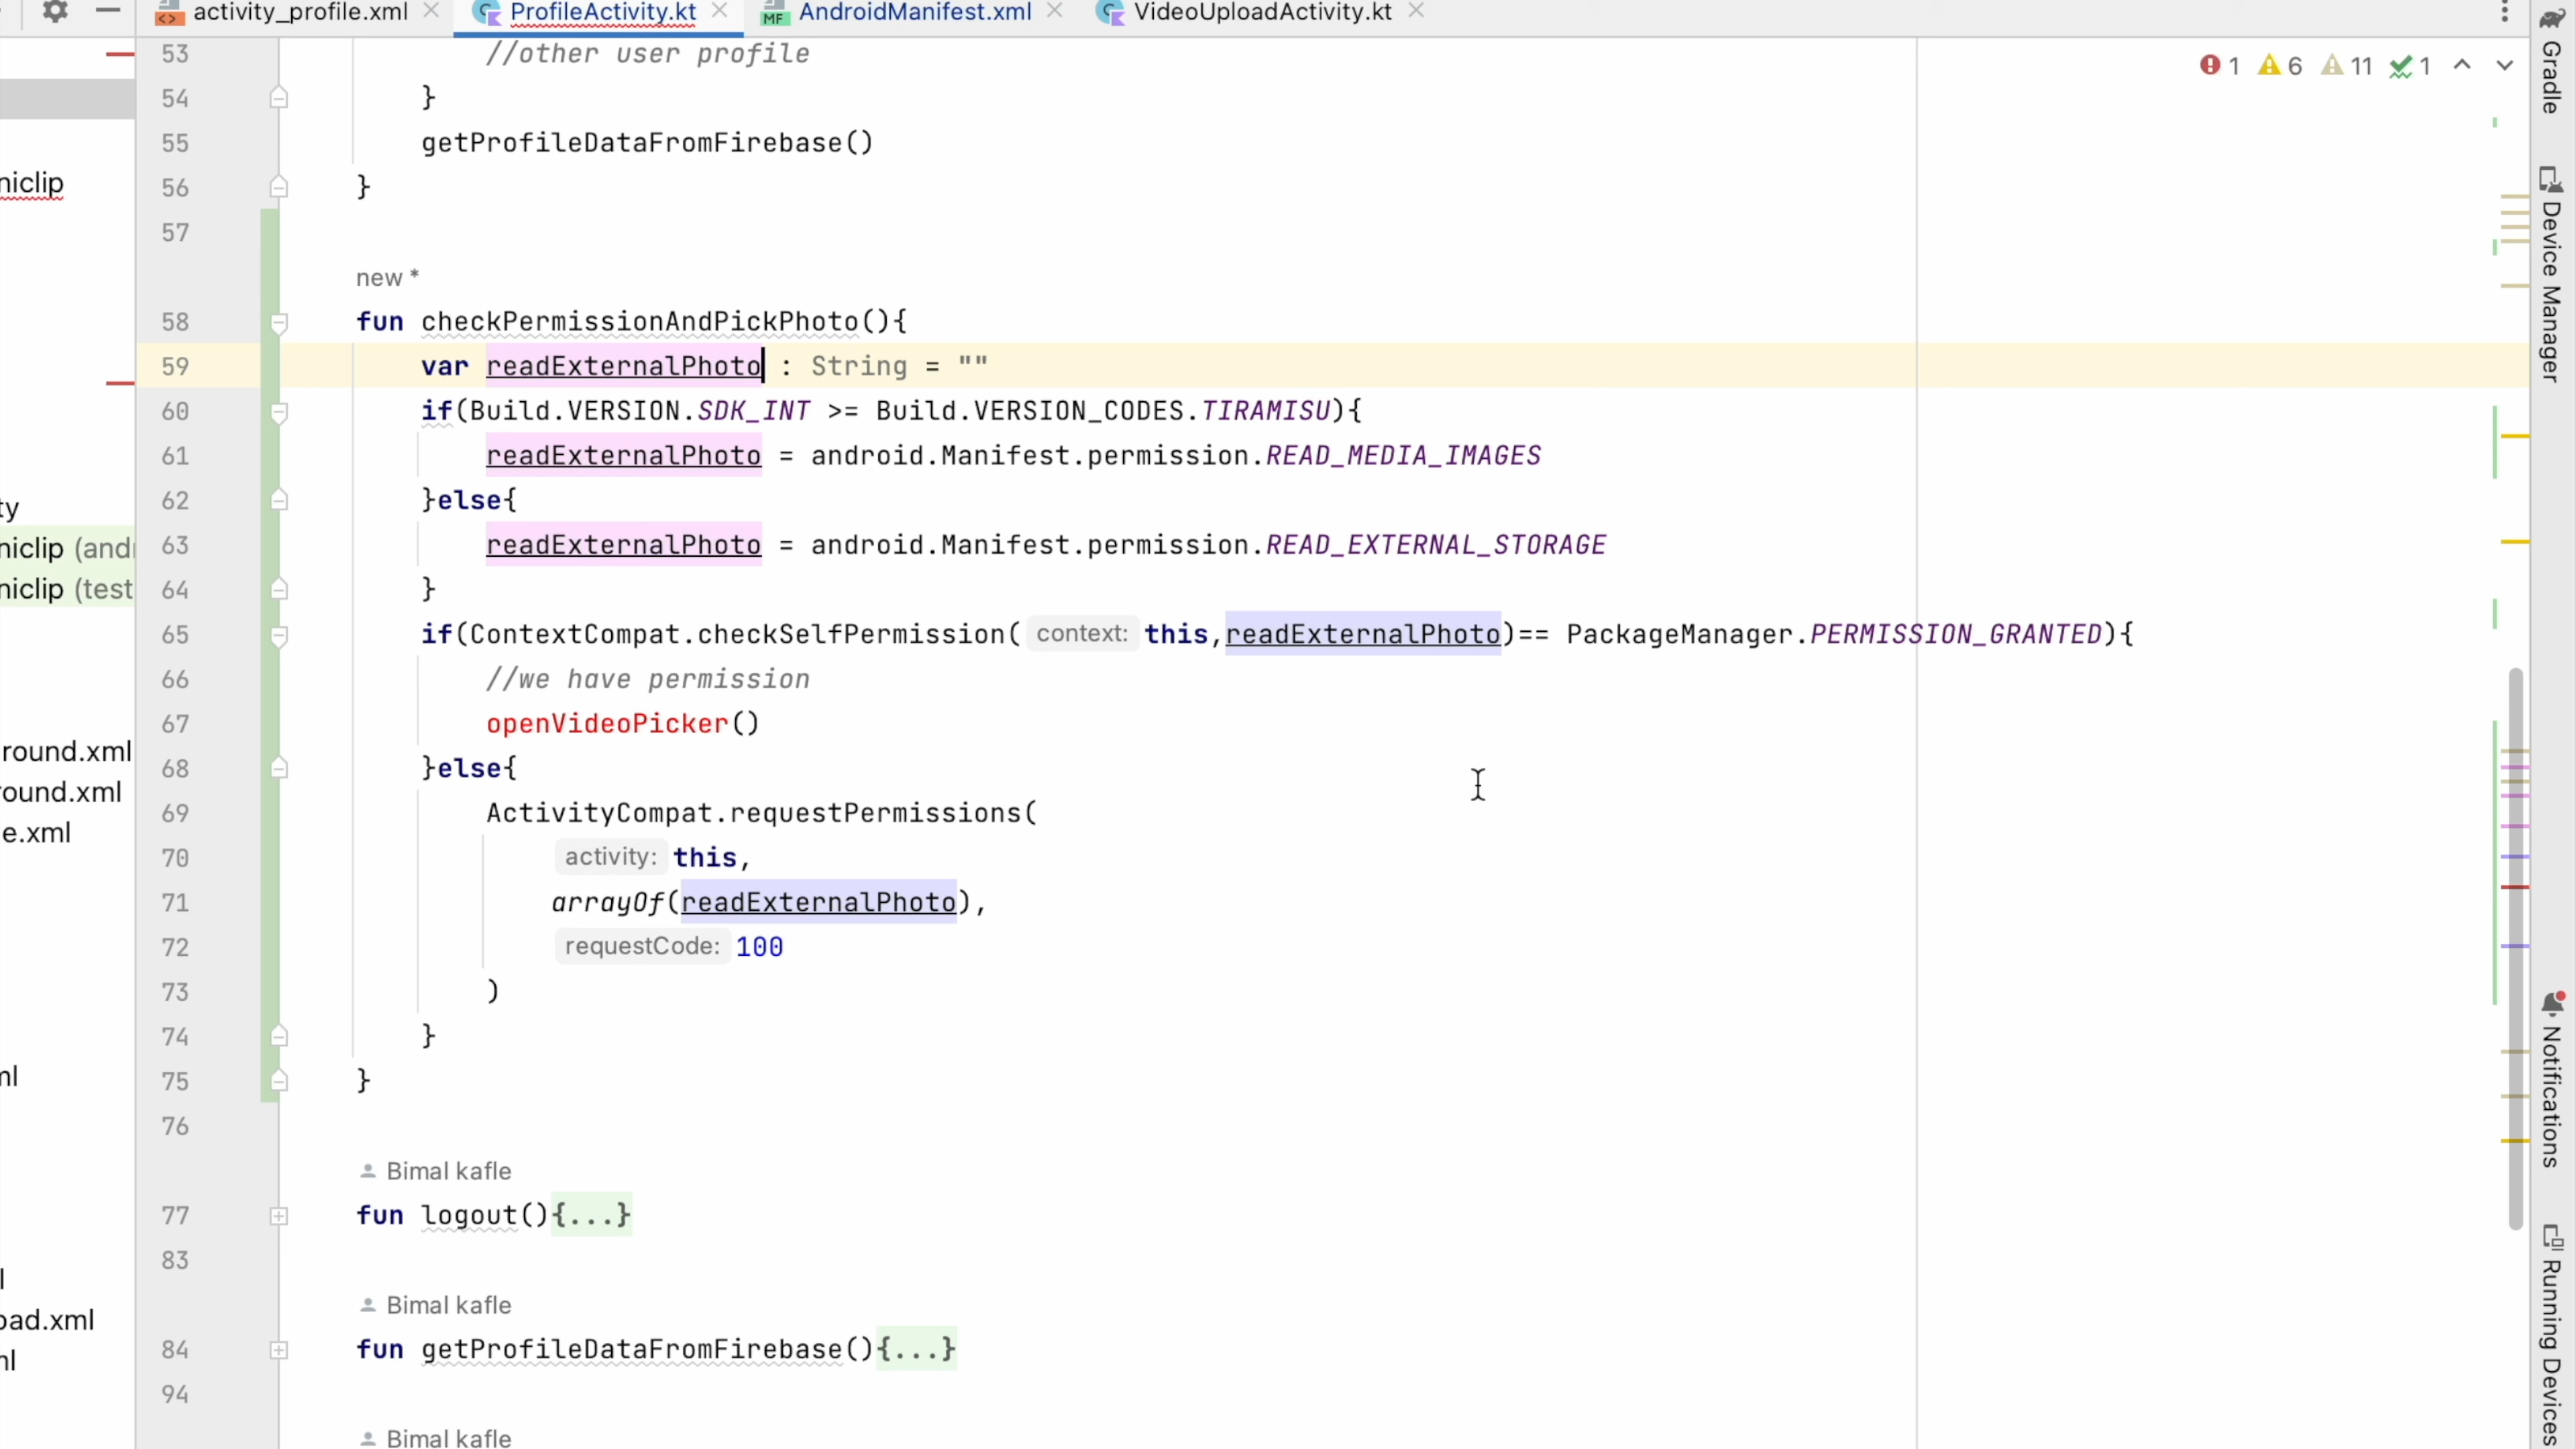 activity_profile.xml ProfileActivity.kt MF AndroidManifest.xml VideoUploadActivity.kt
53 //other user profile
1 6 11 1
54 }
55 getProfileDataFromFirebase()
56 }
57
new *
58 fun checkPermissionAndPickPhoto(){
59 var readExternalPhoto : String = ""
60 if(Build.VERSION.SDK_INT >= Build.VERSION_CODES.TIRAMISU){
61 readExternalPhoto = android.Manifest.permission.READ_MEDIA_IMAGES
62 }else{
63 readExternalPhoto = android.Manifest.permission.READ_EXTERNAL_STORAGE
64 }
65 if(ContextCompat.checkSelfPermission( context: this,readExternalPhoto)== PackageManager.PERMISSION_GRANTED){
66 //we have permission
67 openVideoPicker()
68 }else{
69 ActivityCompat.requestPermissions(
70 activity: this,
71 arrayOf(readExternalPhoto),
72 requestCode: 100
73 )
74 }
75 }
76
Bimal kafle
77 fun logout(){...}
83
Bimal kafle
84 fun getProfileDataFromFirebase(){...}
94
Bimal kafle
niclip
ty
niclip (and
niclip (test
round.xml
ound.xml
e.xml
ml
l
oad.xml
ml
Gradle
Device Manager
Notifications
Running Devices